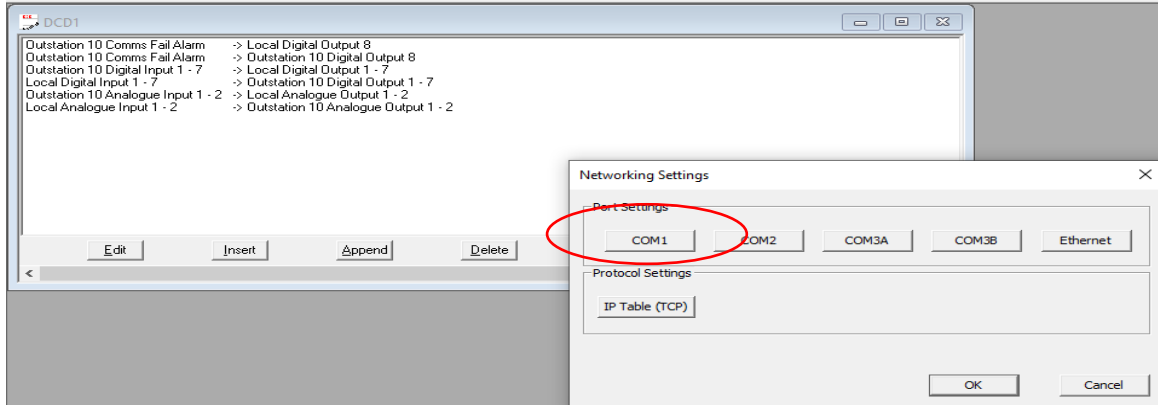 DCD1
Outstation 10 Comms Fail Alarm -> Local Digital Output 8
Outstation 10 Comms Fail Alarm -> Outstation 10 Digital Output 8
Outstation 10 Digital Input 1 - 7 -> Local Digital Output 1 - 7
Local Digital Input 1 - 7 -> Outstation 10 Digital Output 1 - 7
Outstation 10 Analogue Input 1 - 2 -> Local Analogue Output 1 - 2
Local Analogue Input 1 - 2 -> Outstation 10 Analogue Output 1 - 2
Edit Insert Append Delete
Networking Settings
Port Settings
COM1 COM2 COM3A COM3B Ethernet
Protocol Settings
IP Table (TCP)
OK Cancel